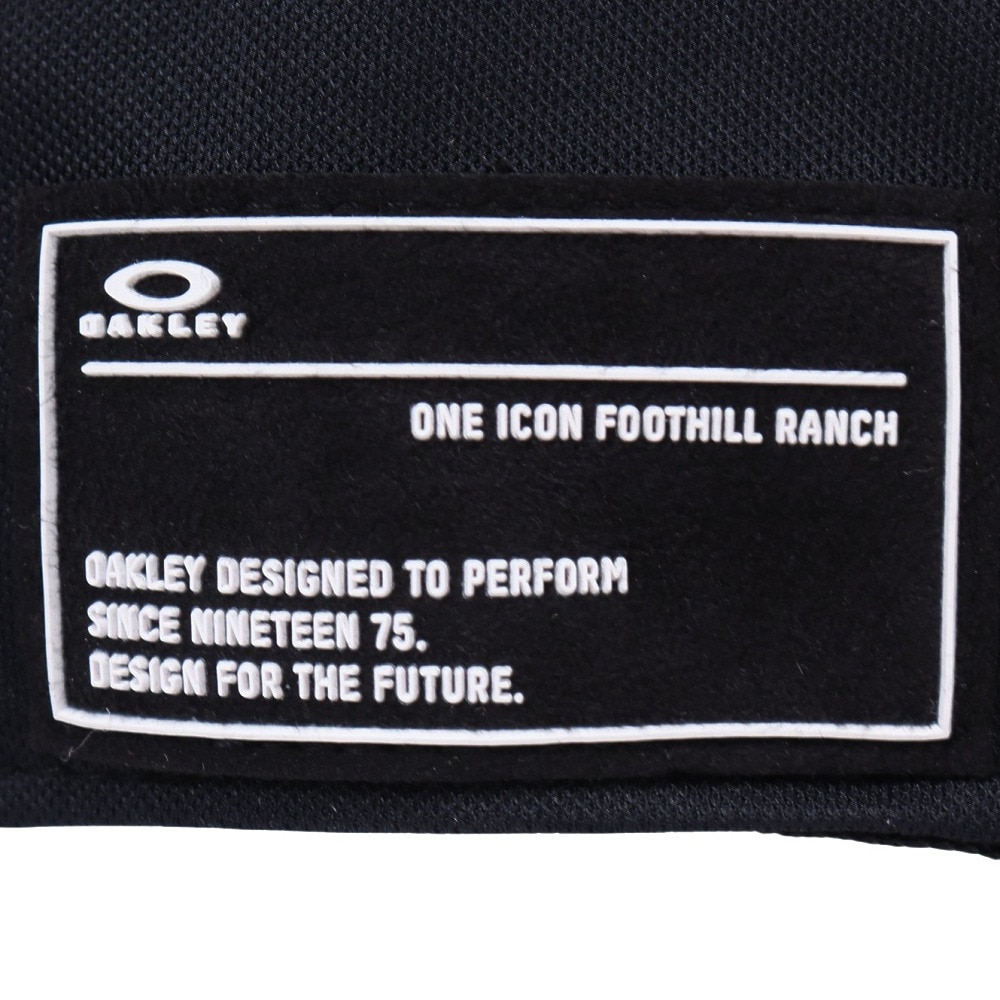 OAKLEY
ONE ICON FOOTHILL RANCH
OAKLEY DESIGNED TO PERFORM
SINCE NINETEEN 75.
DESIGN FOR THE FUTURE.